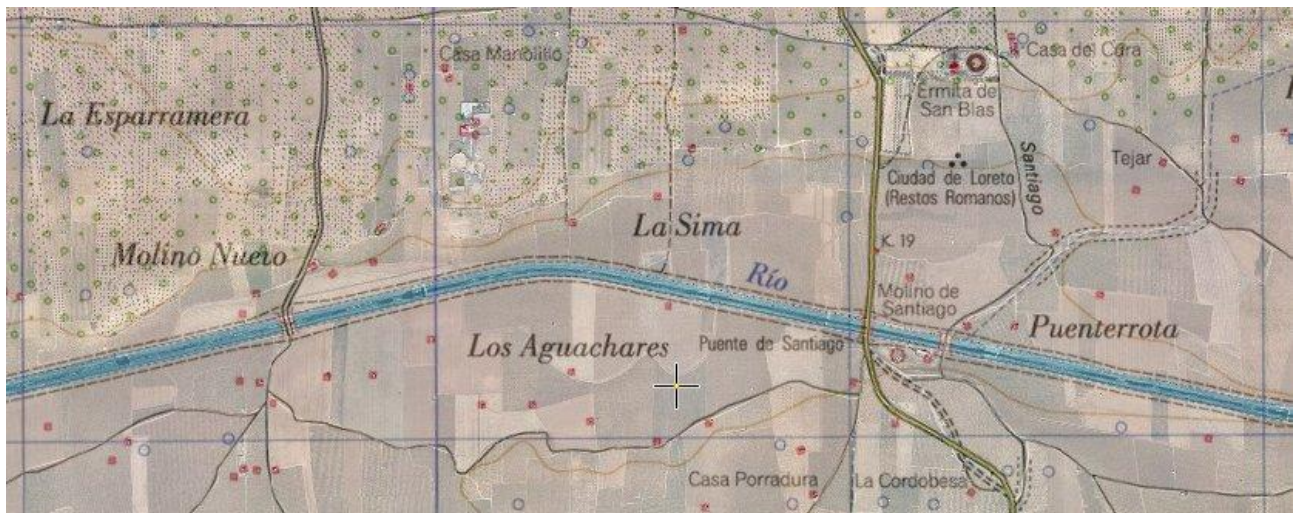 Casa Manolillo
Casa del Cura
Ermita de
San Blas
La Esparramera
Santiago
Tejar
Ciudad de Loreto
(Restos Romanos)
La Sima
K. 19
Molino Nuevo
Río
Molino de
Santiago
Puenterrota
Los Aguachares
Puente de Santiago
Casa Porradura
La Cordobesa